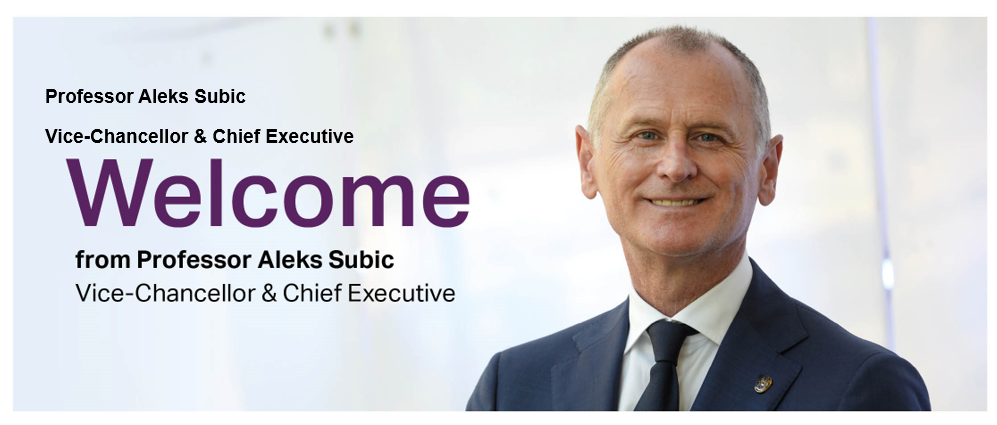 Professor Aleks Subic
Vice-Chancellor & Chief Executive
Welcome
from Professor Aleks Subic
Vice-Chancellor & Chief Executive